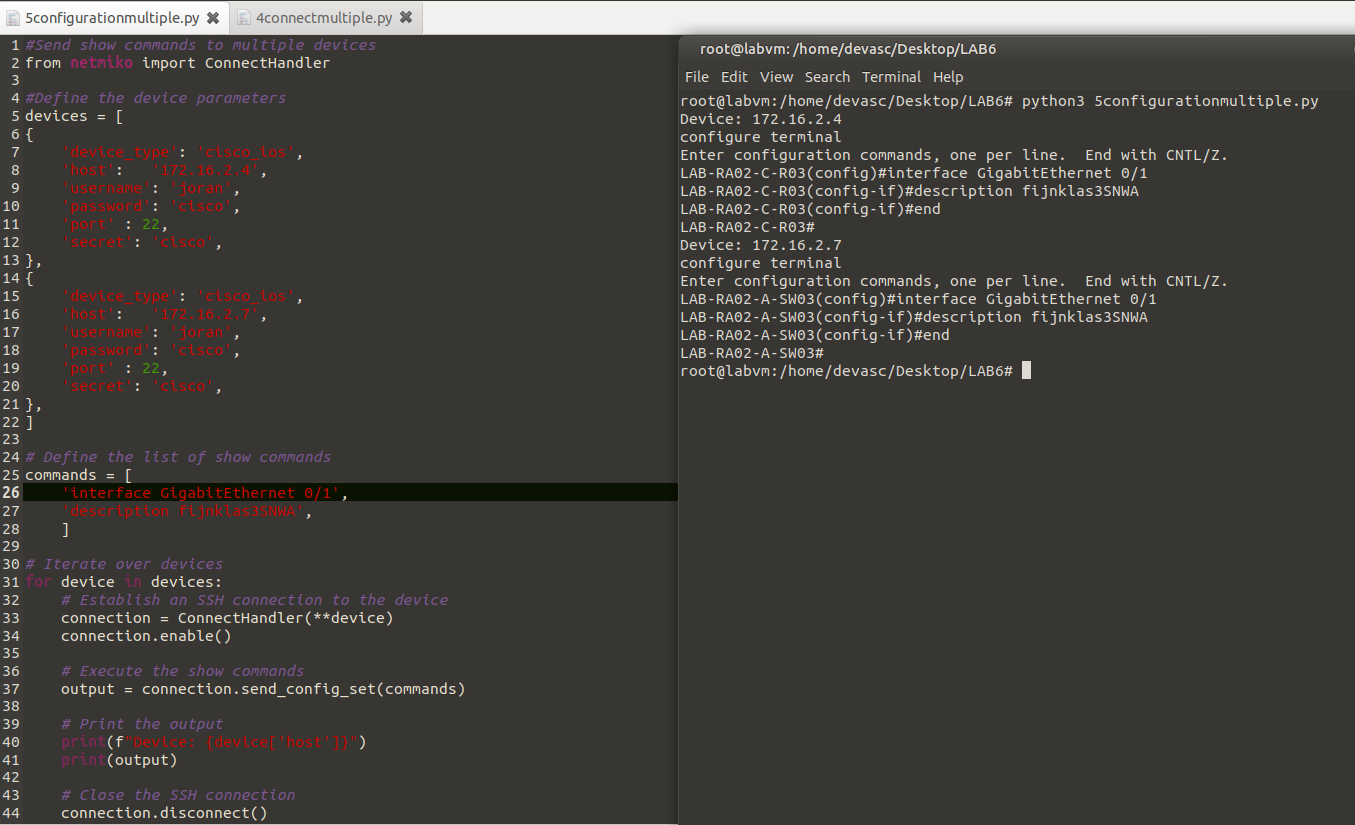 5configurationmultiple.py
4connectmultiple.py
1 #Send show commands to multiple devices
2 from netmiko import ConnectHandler
3
4 #Define the device parameters
5 devices = [
6 {
7     'device_type': 'cisco_ios',
8     'host':   '172.16.2.4',
9     'username': 'joran',
10     'password': 'cisco',
11     'port' : 22,
12     'secret': 'cisco',
13 },
14 {
15     'device_type': 'cisco_ios',
16     'host':   '172.16.2.7',
17     'username': 'joran',
18     'password': 'cisco',
19     'port' : 22,
20     'secret': 'cisco',
21 },
22 ]
23
24 # Define the list of show commands
25 commands = [
26     'interface GigabitEthernet 0/1',
27     'description fijnklas3SNWA',
28     ]
29
30 # Iterate over devices
31 for device in devices:
32     # Establish an SSH connection to the device
33     connection = ConnectHandler(**device)
34     connection.enable()
35
36     # Execute the show commands
37     output = connection.send_config_set(commands)
38
39     # Print the output
40     print(f"Device: {device['host']}")
41     print(output)
42
43     # Close the SSH connection
44     connection.disconnect()
root@labvm: /home/devasc/Desktop/LAB6
File Edit View Search Terminal Help
root@labvm:/home/devasc/Desktop/LAB6# python3 5configurationmultiple.py
Device: 172.16.2.4
configure terminal
Enter configuration commands, one per line.  End with CNTL/Z.
LAB-RA02-C-R03(config)#interface GigabitEthernet 0/1
LAB-RA02-C-R03(config-if)#description fijnklas3SNWA
LAB-RA02-C-R03(config-if)#end
LAB-RA02-C-R03#
Device: 172.16.2.7
configure terminal
Enter configuration commands, one per line.  End with CNTL/Z.
LAB-RA02-A-SW03(config)#interface GigabitEthernet 0/1
LAB-RA02-A-SW03(config-if)#description fijnklas3SNWA
LAB-RA02-A-SW03(config-if)#end
LAB-RA02-A-SW03#
root@labvm:/home/devasc/Desktop/LAB6#